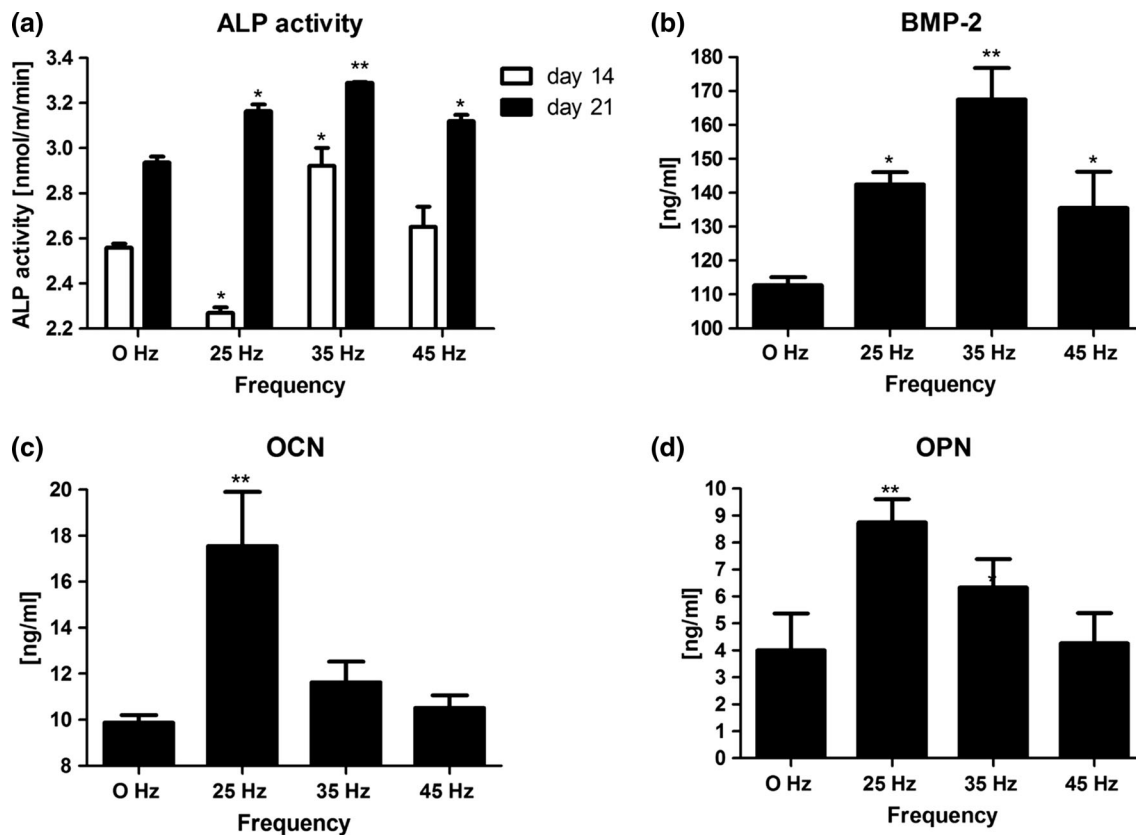 (a)
ALP activity
ALP activity [nmol/m/min]
3.4
3.2
3.0
2.8
2.6
2.4
2.2
*
*
*
**
*
day 14
day 21
O Hz
25 Hz
35 Hz
45 Hz
Frequency
(b)
BMP-2
[ng/ml]
180
170
160
150
140
130
120
110
100
*
**
*
O Hz
25 Hz
35 Hz
45 Hz
Frequency
(c)
OCN
[ng/ml]
20
18
16
14
12
10
8
**
O Hz
25 Hz
35 Hz
45 Hz
Frequency
(d)
OPN
[ng/ml]
10
9
8
7
6
5
4
3
2
1
0
**
*
O Hz
25 Hz
35 Hz
45 Hz
Frequency